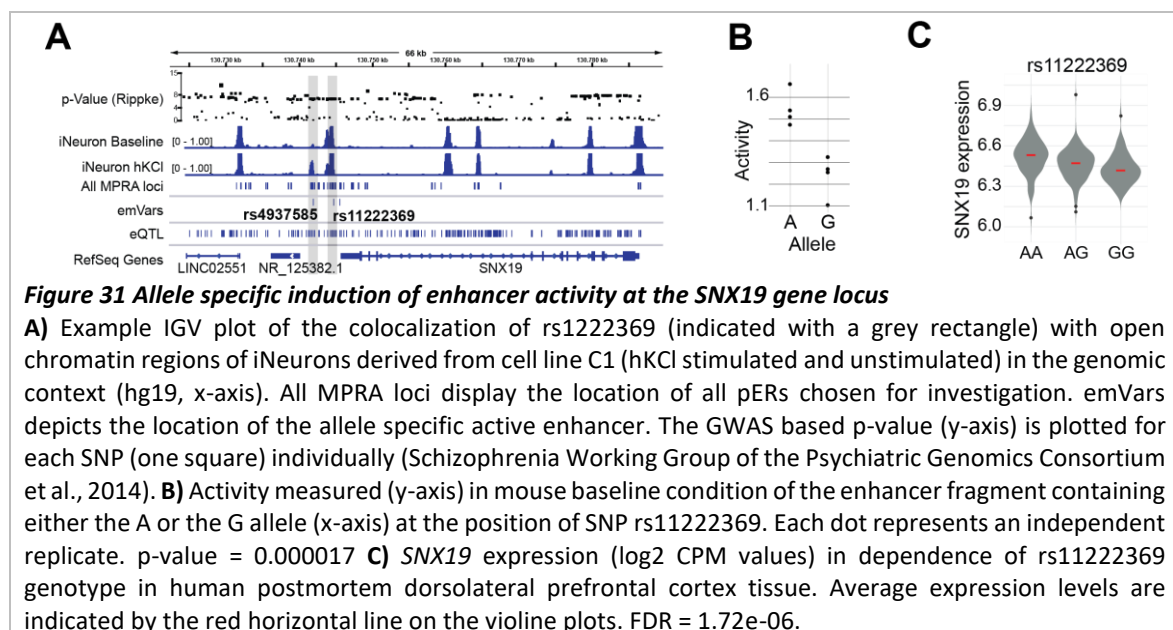 A
B
C
66 kb
130.730 kb 130.740 kb 130.750 kb 130.760 kb 130.770 kb 130.780 kb
15
8
4
0
p-Value (Rippke)
iNeuron Baseline [0 - 1.00]
iNeuron hKCl [0 - 1.00]
All MPRA loci
emVars
rs4937585 rs11222369
eQTL
RefSeq Genes
LINC02551 NR_125382.1 SNX19
Activity
1.6
1.1
A G
Allele
rs11222369
SNX19 expression
6.9
6.6
6.3
6.0
AA AG GG
Figure 31 Allele specific induction of enhancer activity at the SNX19 gene locus
A) Example IGV plot of the colocalization of rs1222369 (indicated with a grey rectangle) with open
chromatin regions of iNeurons derived from cell line C1 (hKCl stimulated and unstimulated) in the genomic
context (hg19, x-axis). All MPRA loci display the location of all pERs chosen for investigation. emVars
depicts the location of the allele specific active enhancer. The GWAS based p-value (y-axis) is plotted for
each SNP (one square) individually (Schizophrenia Working Group of the Psychiatric Genomics Consortium
et al., 2014). B) Activity measured (y-axis) in mouse baseline condition of the enhancer fragment containing
either the A or the G allele (x-axis) at the position of SNP rs11222369. Each dot represents an independent
replicate. p-value = 0.000017 C) SNX19 expression (log2 CPM values) in dependence of rs11222369
genotype in human postmortem dorsolateral prefrontal cortex tissue. Average expression levels are
indicated by the red horizontal line on the violine plots. FDR = 1.72e-06.